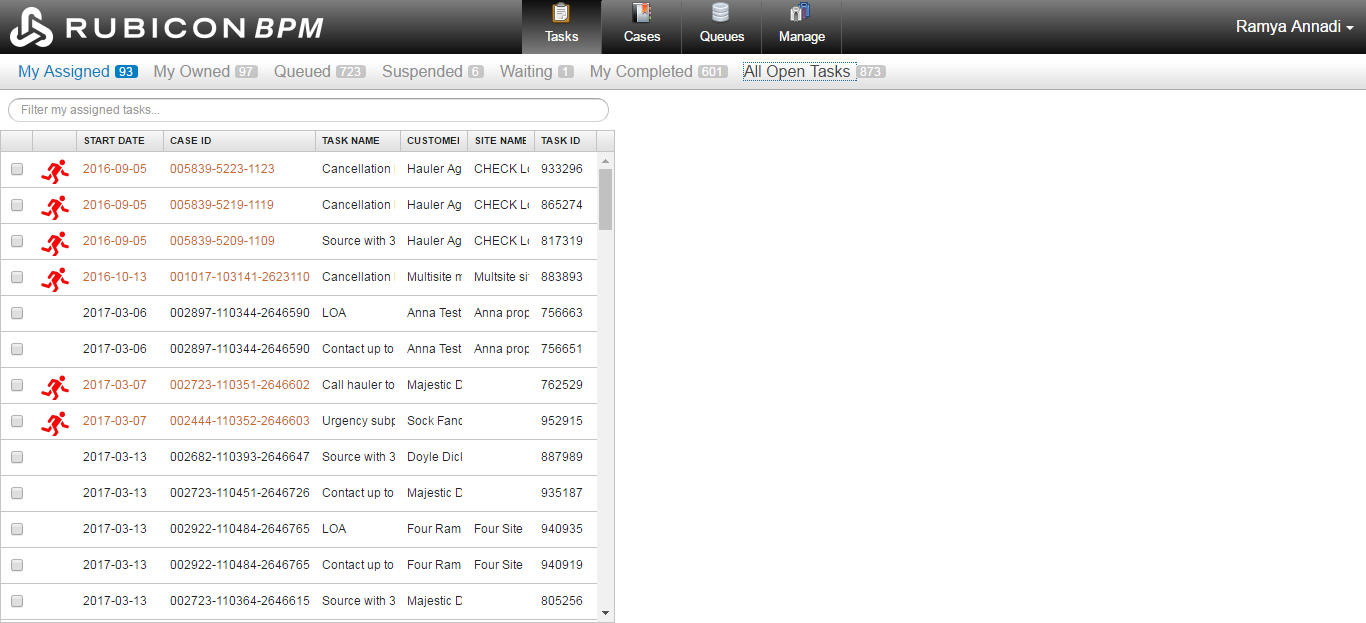 RUBICON BPM
Tasks Cases Queues Manage
Ramya Annadi
My Assigned 93 My Owned 97 Queued 723 Suspended 6 Waiting 1 My Completed 601 All Open Tasks 873
Filter my assigned tasks...
START DATE CASE ID TASK NAME CUSTOMEI SITE NAME TASK ID
2016-09-05 005839-5223-1123 Cancellation Hauler Ag CHECK Lo 933296
2016-09-05 005839-5219-1119 Cancellation Hauler Ag CHECK Lo 865274
2016-09-05 005839-5209-1109 Source with 3 Hauler Ag CHECK Lo 817319
2016-10-13 001017-103141-2623110 Cancellation Multisite m Multsite sit 883893
2017-03-06 002897-110344-2646590 LOA Anna Test Anna prop 756663
2017-03-06 002897-110344-2646590 Contact up to Anna Test Anna prop 756651
2017-03-07 002723-110351-2646602 Call hauler to Majestic D 762529
2017-03-07 002444-110352-2646603 Urgency subp Sock Fanc 952915
2017-03-13 002682-110393-2646647 Source with 3 Doyle Dicl 887989
2017-03-13 002723-110451-2646726 Contact up to Majestic D 935187
2017-03-13 002922-110484-2646765 LOA Four Ram Four Site 940935
2017-03-13 002922-110484-2646765 Contact up to Four Ram Four Site 940919
2017-03-13 002723-110364-2646615 Source with 3 Majestic D 805256